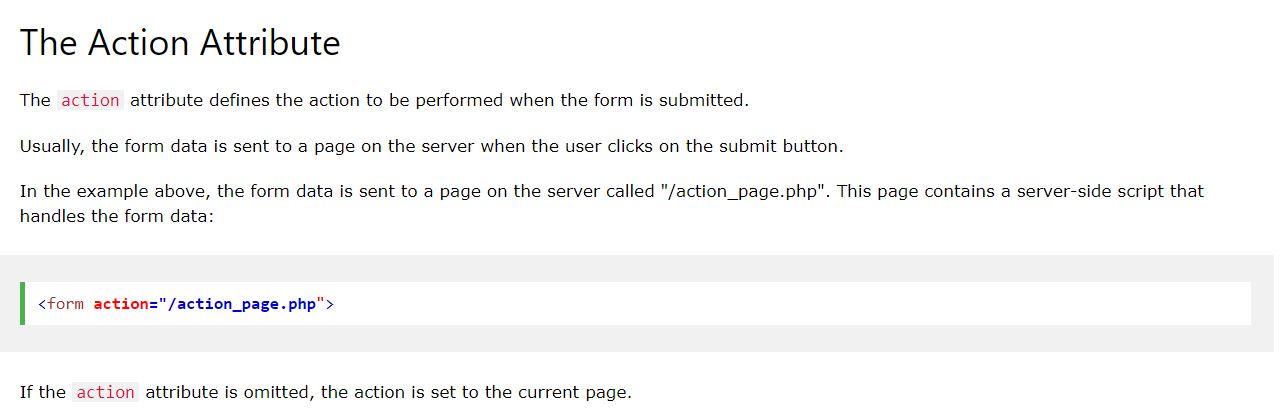 The Action Attribute
The action attribute defines the action to be performed when the form is submitted.
Usually, the form data is sent to a page on the server when the user clicks on the submit button.
In the example above, the form data is sent to a page on the server called "/action_page.php". This page contains a server-side script that
handles the form data:
<form action="/action_page.php">
If the action attribute is omitted, the action is set to the current page.